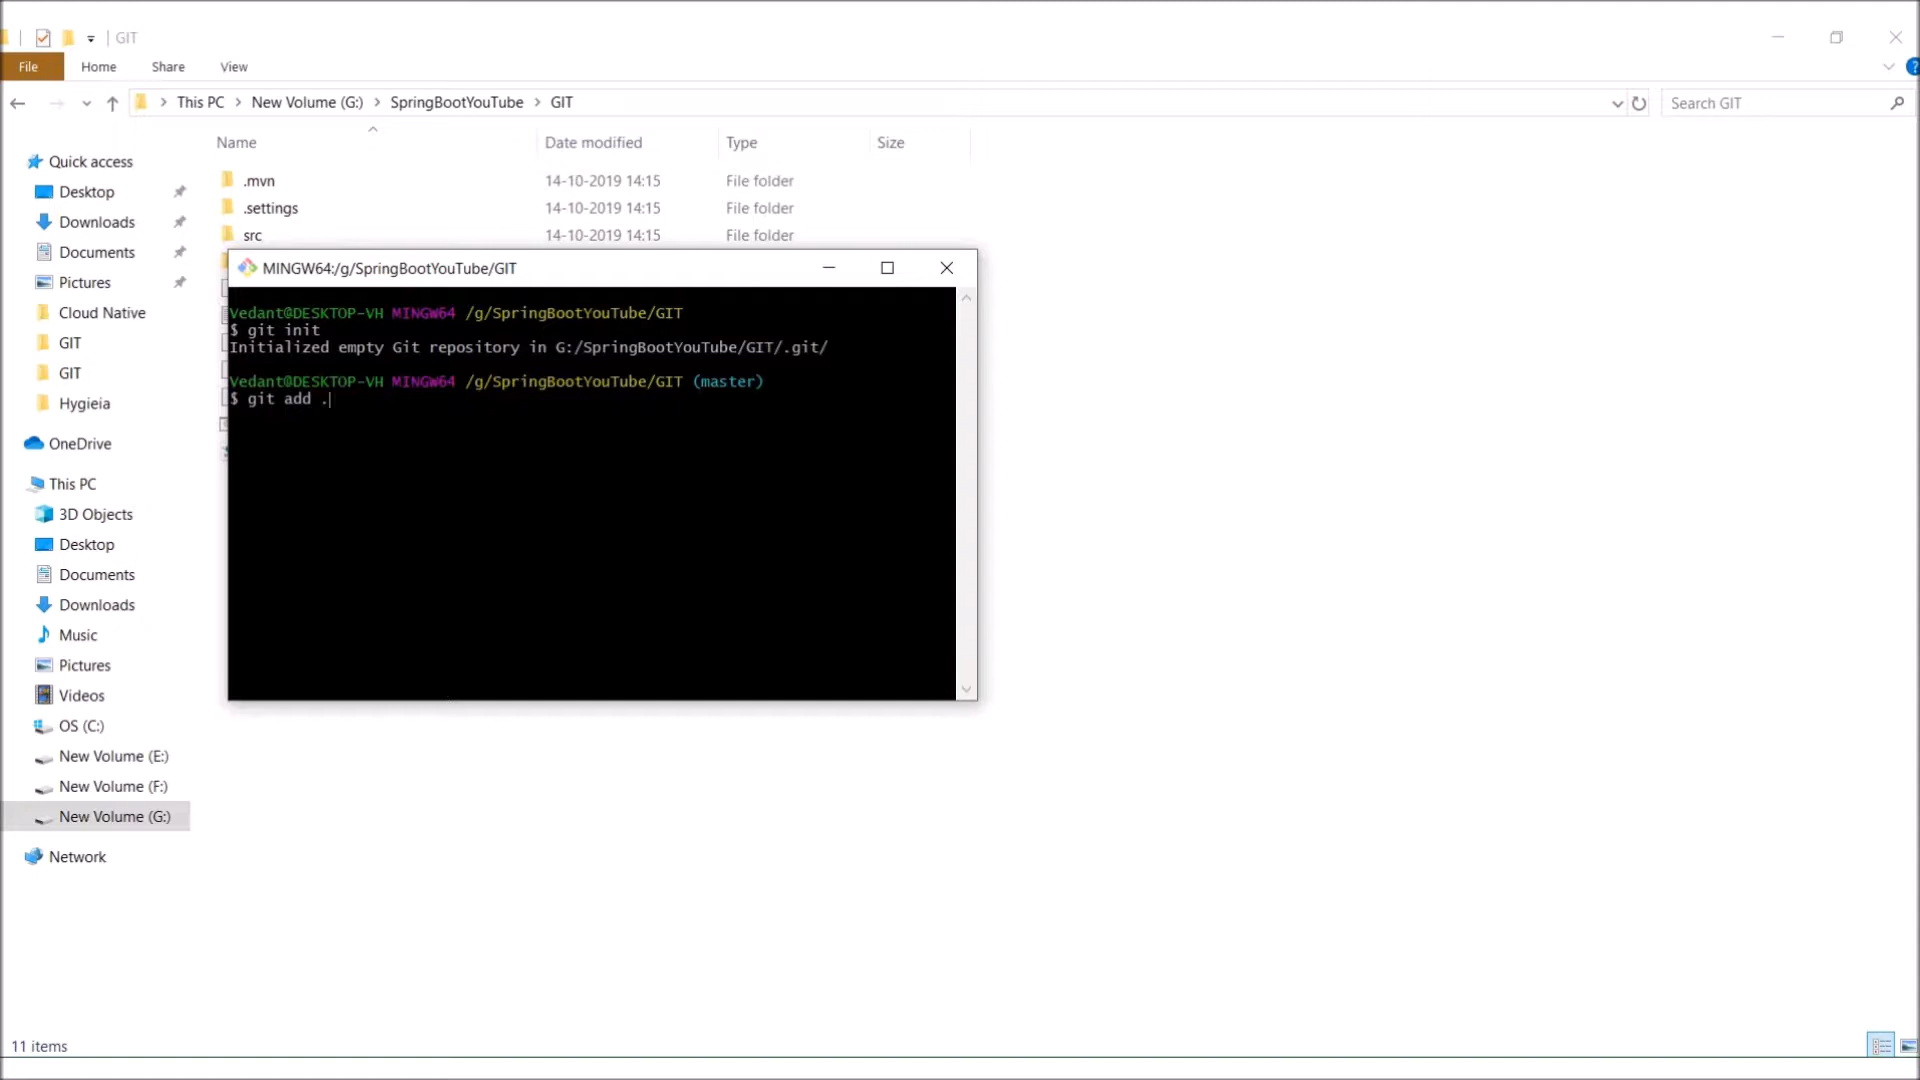 GIT
File Home Share View
This PC New Volume (G:) SpringBootYouTube GIT
Search GIT
Name Date modified Type Size
Quick access
Desktop
Downloads
Documents
Pictures
Cloud Native
GIT
GIT
Hygieia
OneDrive
This PC
3D Objects
Desktop
Documents
Downloads
Music
Pictures
Videos
OS (C:)
New Volume (E:)
New Volume (F:)
New Volume (G:)
Network
.mvn 14-10-2019 14:15 File folder
.settings 14-10-2019 14:15 File folder
src 14-10-2019 14:15 File folder
MINGW64:/g/SpringBootYouTube/GIT
Vedant@DESKTOP-VH MINGW64 /g/SpringBootYouTube/GIT
$ git init
Initialized empty Git repository in G:/SpringBootYouTube/GIT/.git/
Vedant@DESKTOP-VH MINGW64 /g/SpringBootYouTube/GIT (master)
$ git add .
11 items